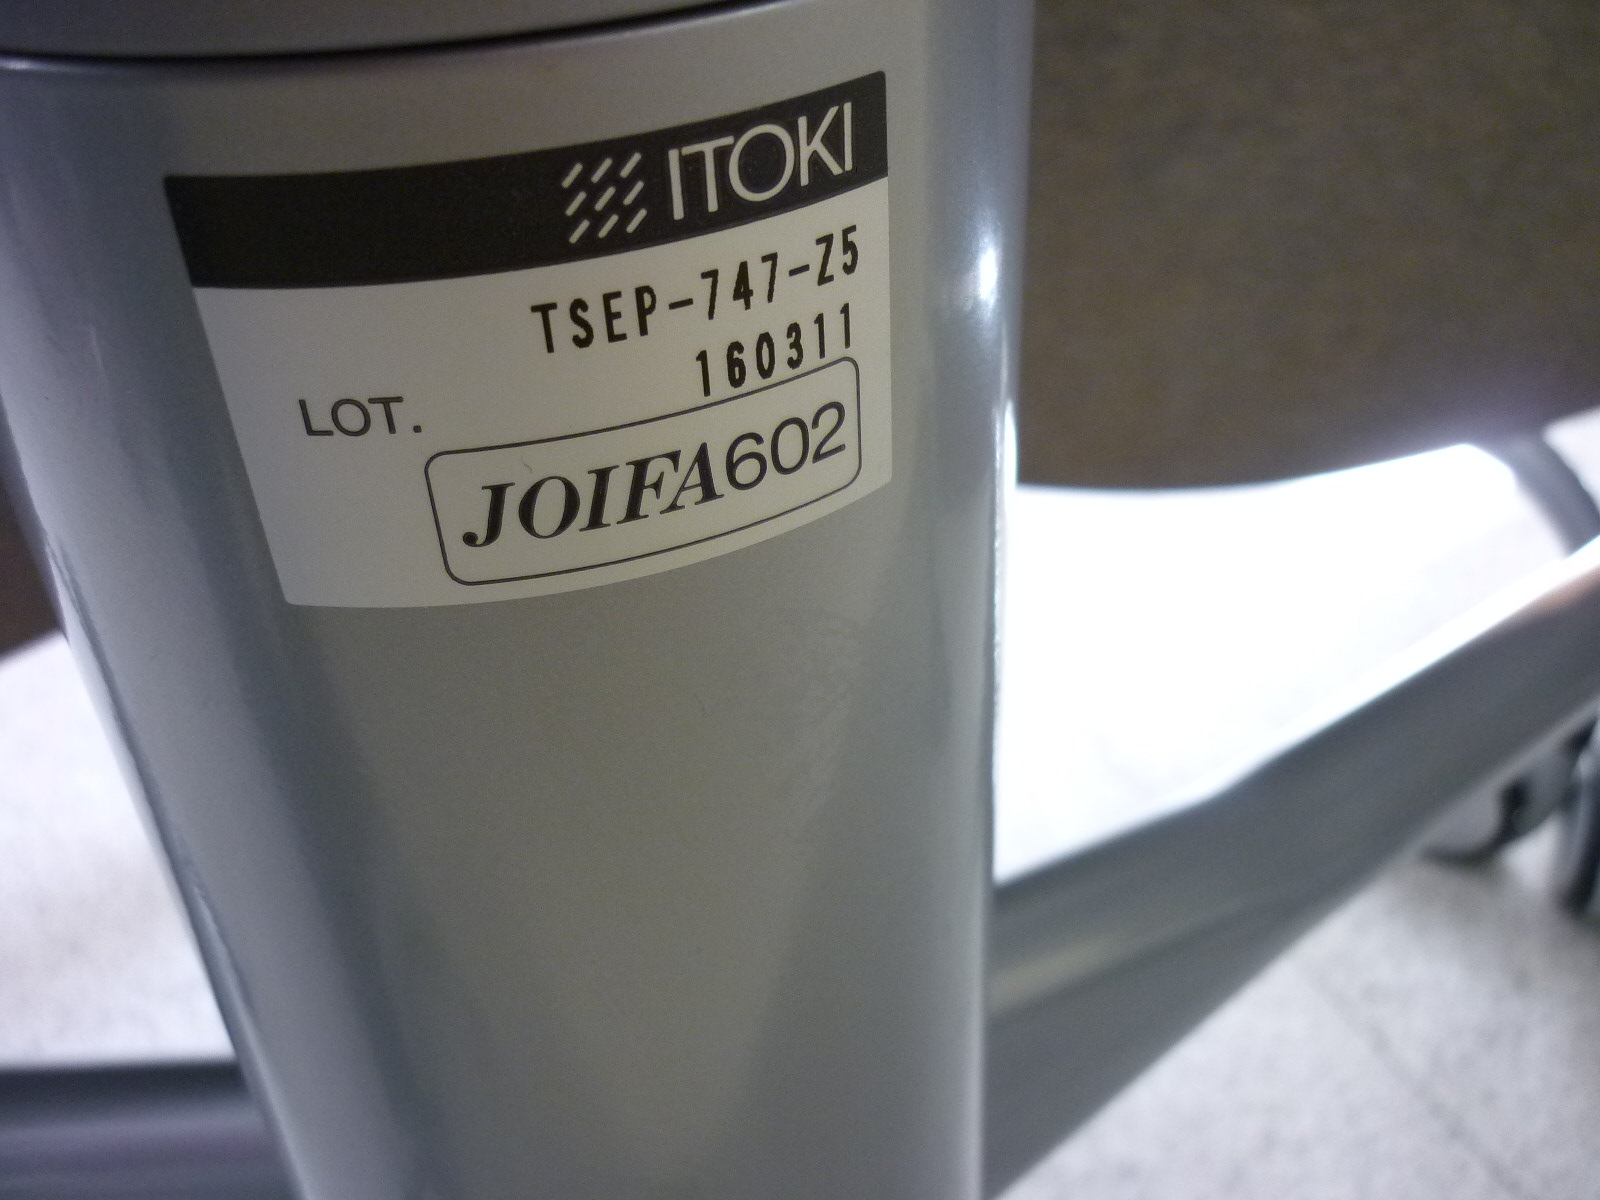 ITOKI
TSEP-747-Z5
LOT. 160311
JOIFA602